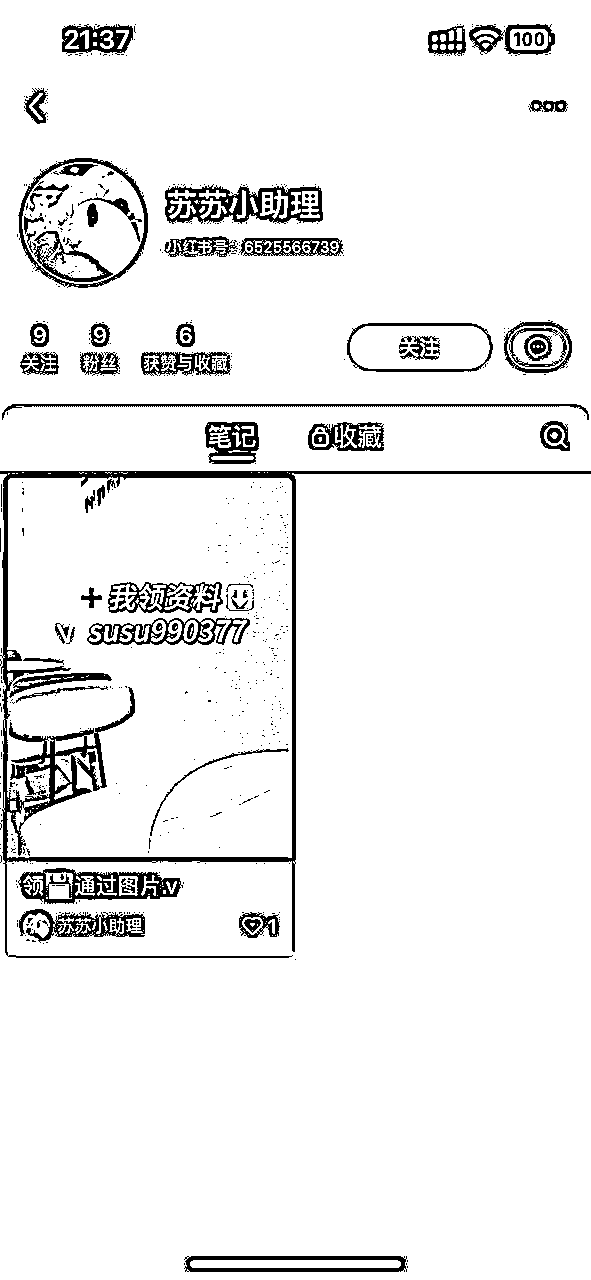 21:37
100
苏苏小助理
小红书号：6525566739
9 9 6
关注 粉丝 获赞与收藏
关注
笔记 收藏
+ 我领资料
v susu990377
领 通过图片v
苏苏小助理 1